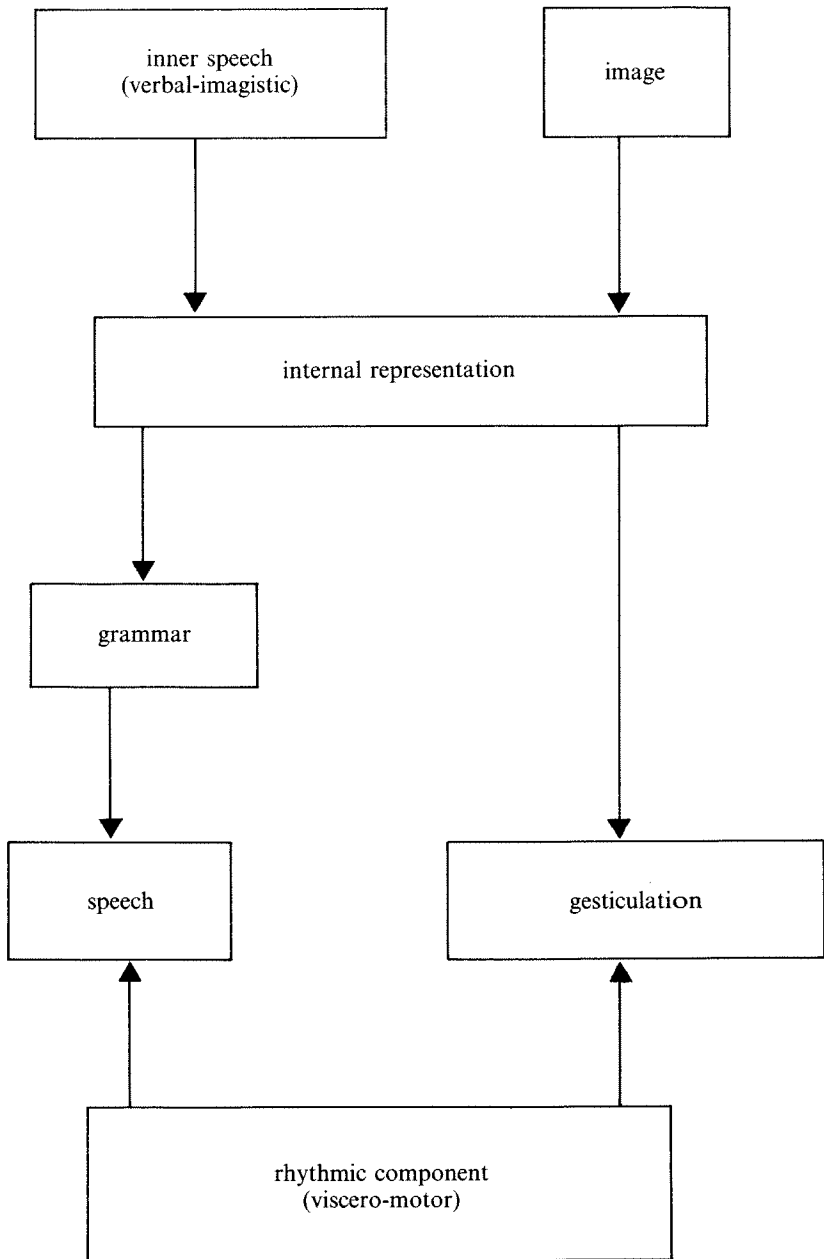 inner speech
(verbal-imagistic)
image
internal representation
grammar
speech
gesticulation
rhythmic component
(viscero-motor)